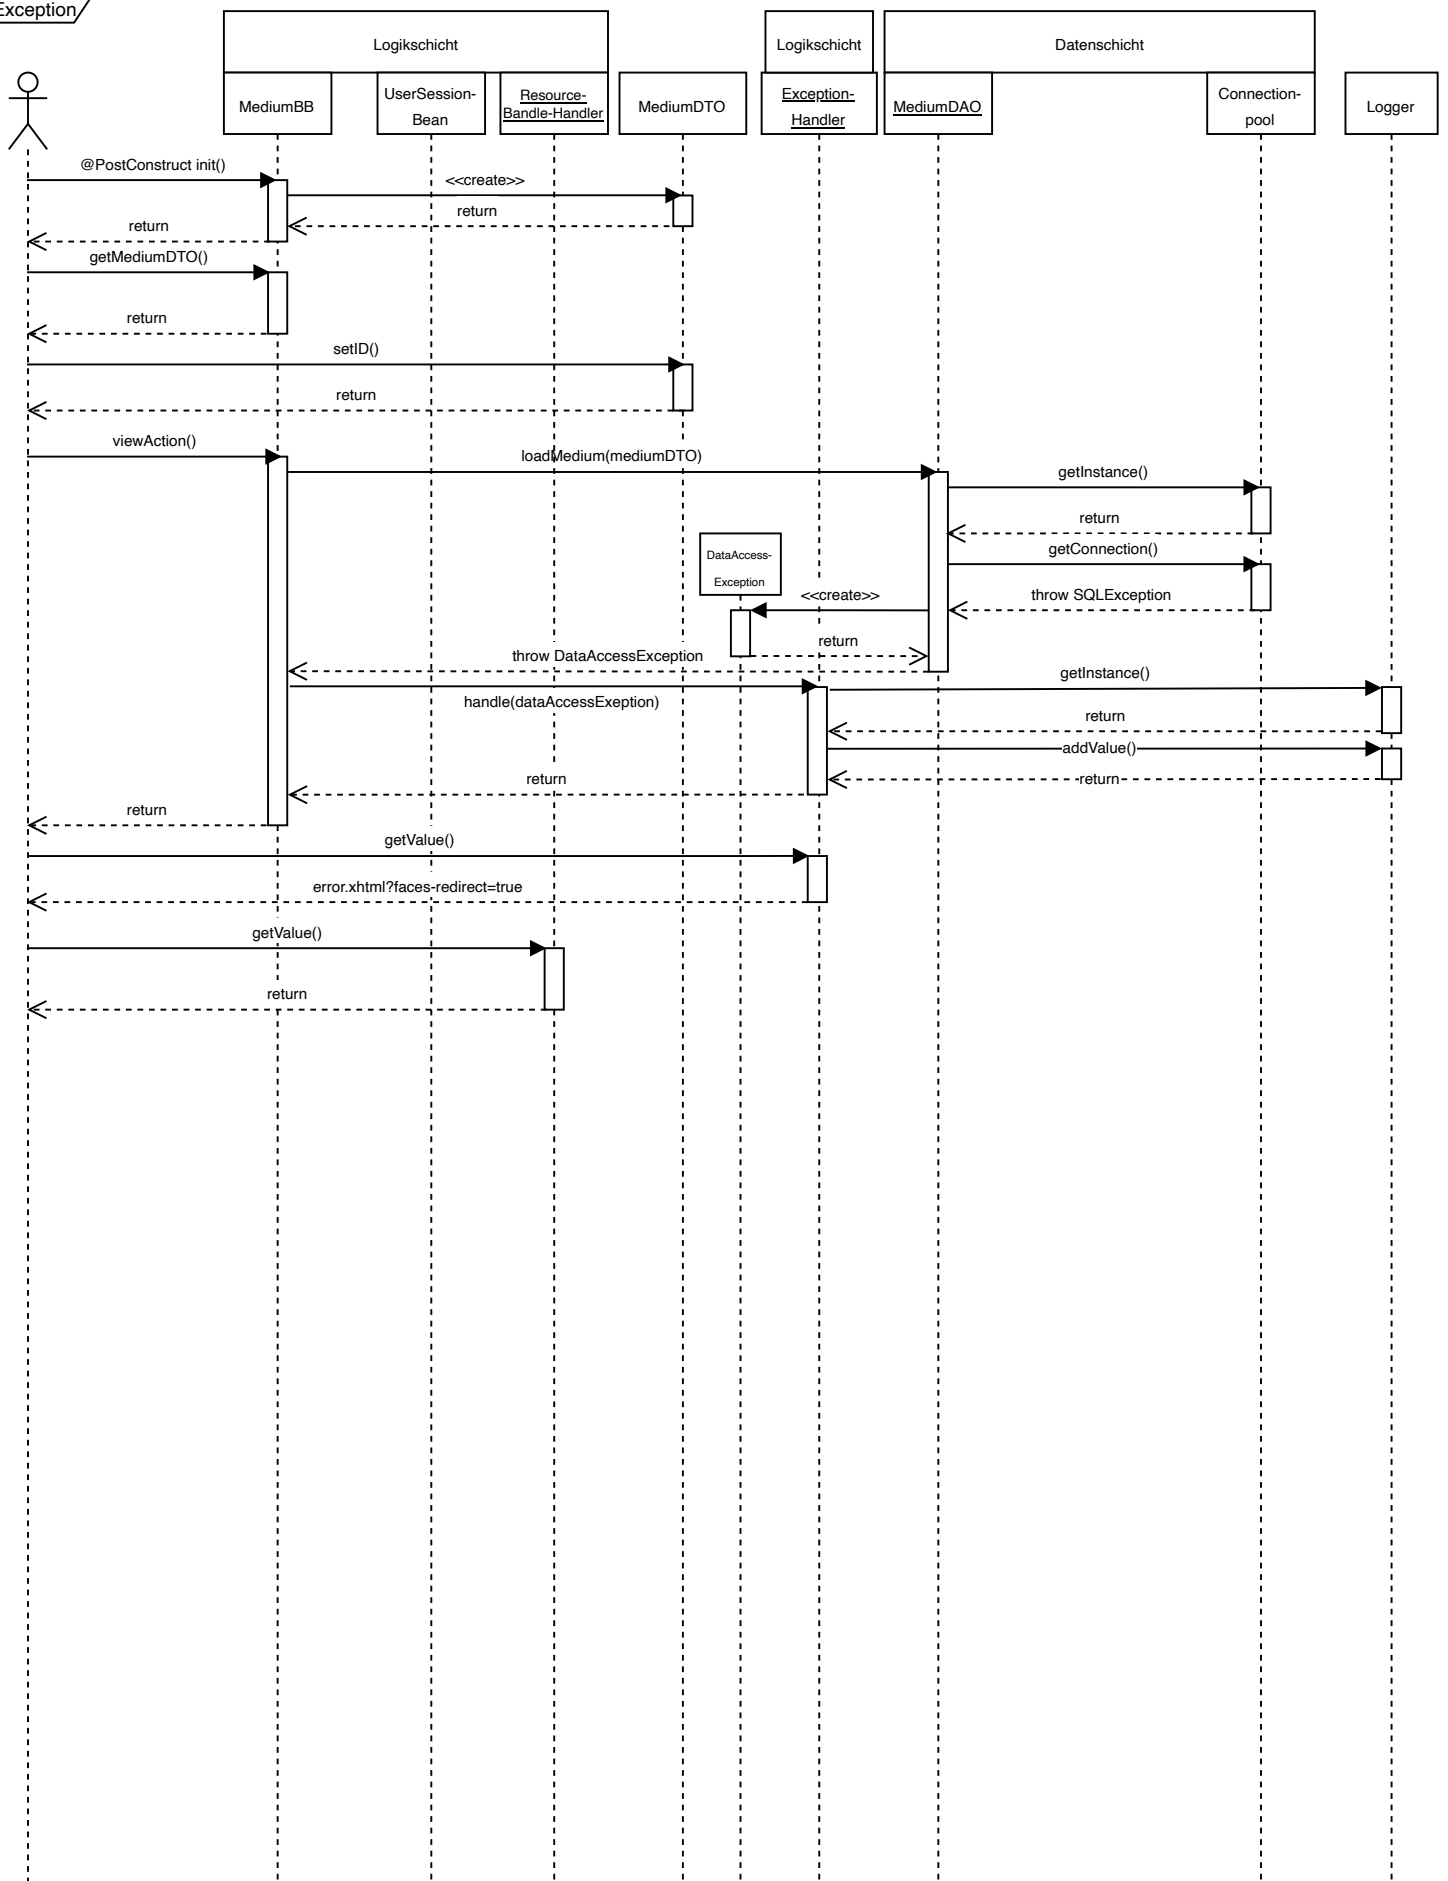 Exception
Logikschicht
Logikschicht
Datenschicht
MediumBB
UserSession-
Bean
Resource-
Bandle-Handler
MediumDTO
Exception-
Handler
MediumDAO
Connection-
pool
Logger
@PostConstruct init()
<<create>>
return
return
getMediumDTO()
return
setID()
return
viewAction()
loadMedium(mediumDTO)
getInstance()
return
getConnection()
DataAccess-
Exception
<<create>>
throw SQLException
return
throw DataAccessException
getInstance()
handle(dataAccessExeption)
return
addValue()
return
return
return
getValue()
error.xhtml?faces-redirect=true
getValue()
return